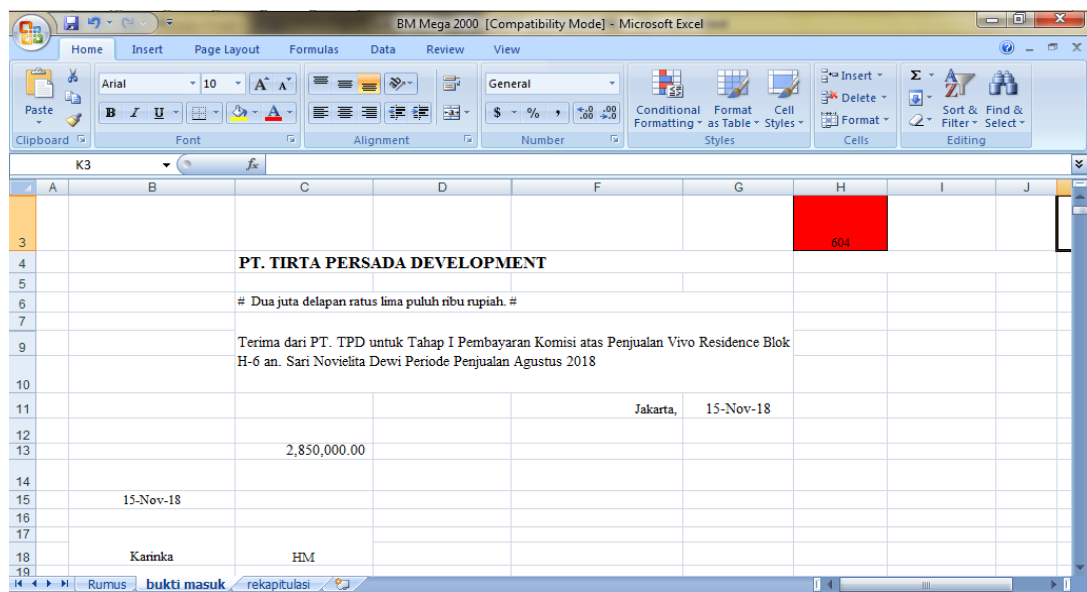 BM Mega 2000 [Compatibility Mode] - Microsoft Excel
Home Insert Page Layout Formulas Data Review View
Paste
Arial 10 A A
B I U A
General
$ % , .0 .00 .00 .0
Conditional Formatting
Format as Table
Cell Styles
Insert
Delete
Format
Σ
Sort & Filter
Find & Select
Clipboard Font Alignment Number Styles Cells Editing
K3 fx
A B C D F G H I J
3 604
4 PT. TIRTA PERSADA DEVELOPMENT
5
6 # Dua juta delapan ratus lima puluh ribu rupiah. #
7
9 Terima dari PT. TPD untuk Tahap I Pembayaran Komisi atas Penjualan Vivo Residence Blok
H-6 an. Sari Novielita Dewi Periode Penjualan Agustus 2018
10
11 Jakarta, 15-Nov-18
12
13 2,850,000.00
14
15 15-Nov-18
16
17
18 Karinka HM
19
Rumus bukti masuk rekapitulasi